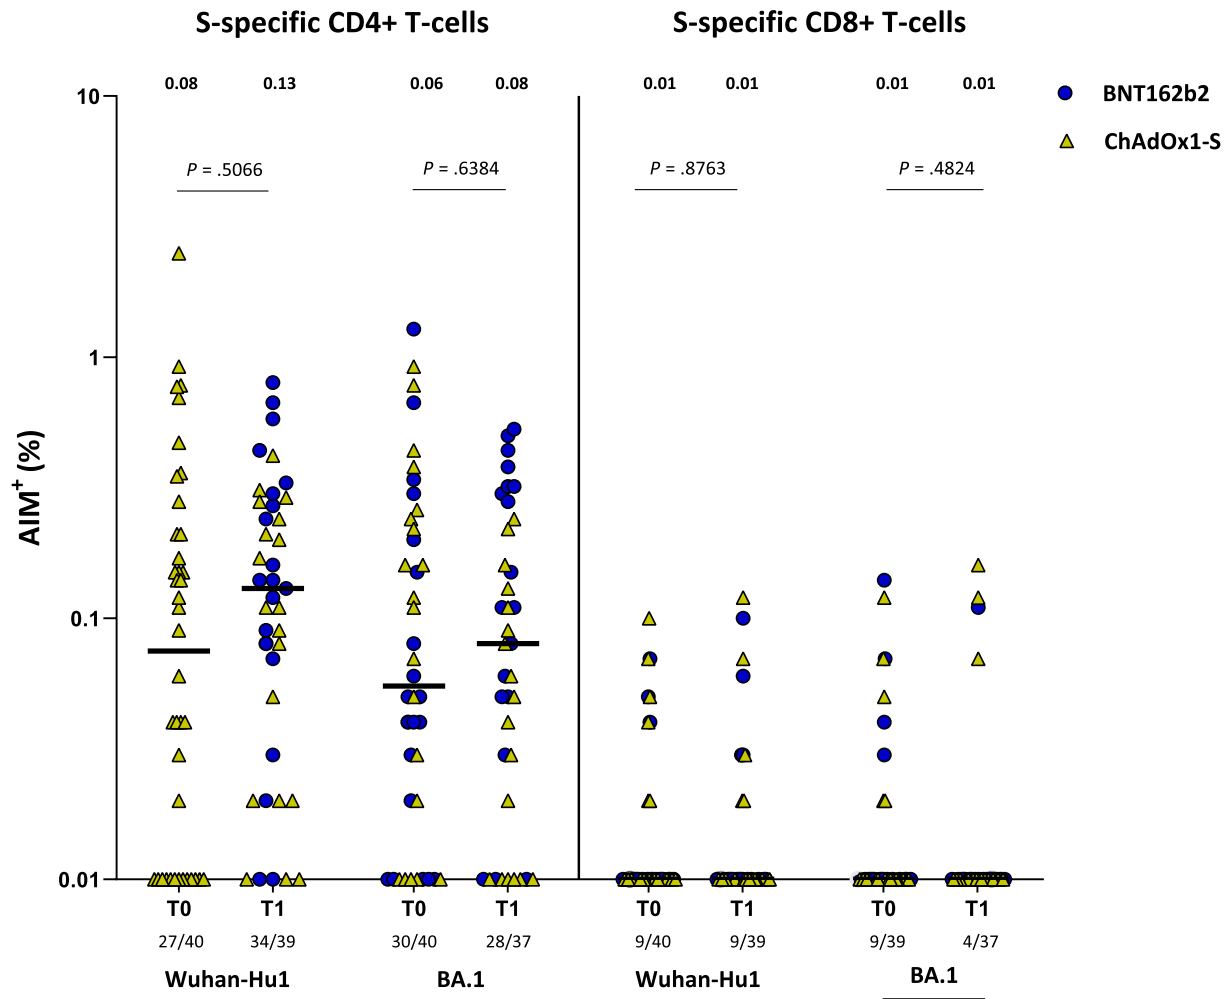 S-specific CD4+ T-cells
S-specific CD8+ T-cells
0.08
0.13
0.06
0.08
0.01
0.01
0.01
0.01
BNT162b2
ChAdOx1-S
P = .5066
P = .6384
P = .8763
P = .4824
AIM+ (%)
10
1
0.1
0.01
T0
T1
T0
T1
T0
T1
T0
T1
27/40
34/39
30/40
28/37
9/40
9/39
9/39
4/37
Wuhan-Hu1
BA.1
Wuhan-Hu1
BA.1